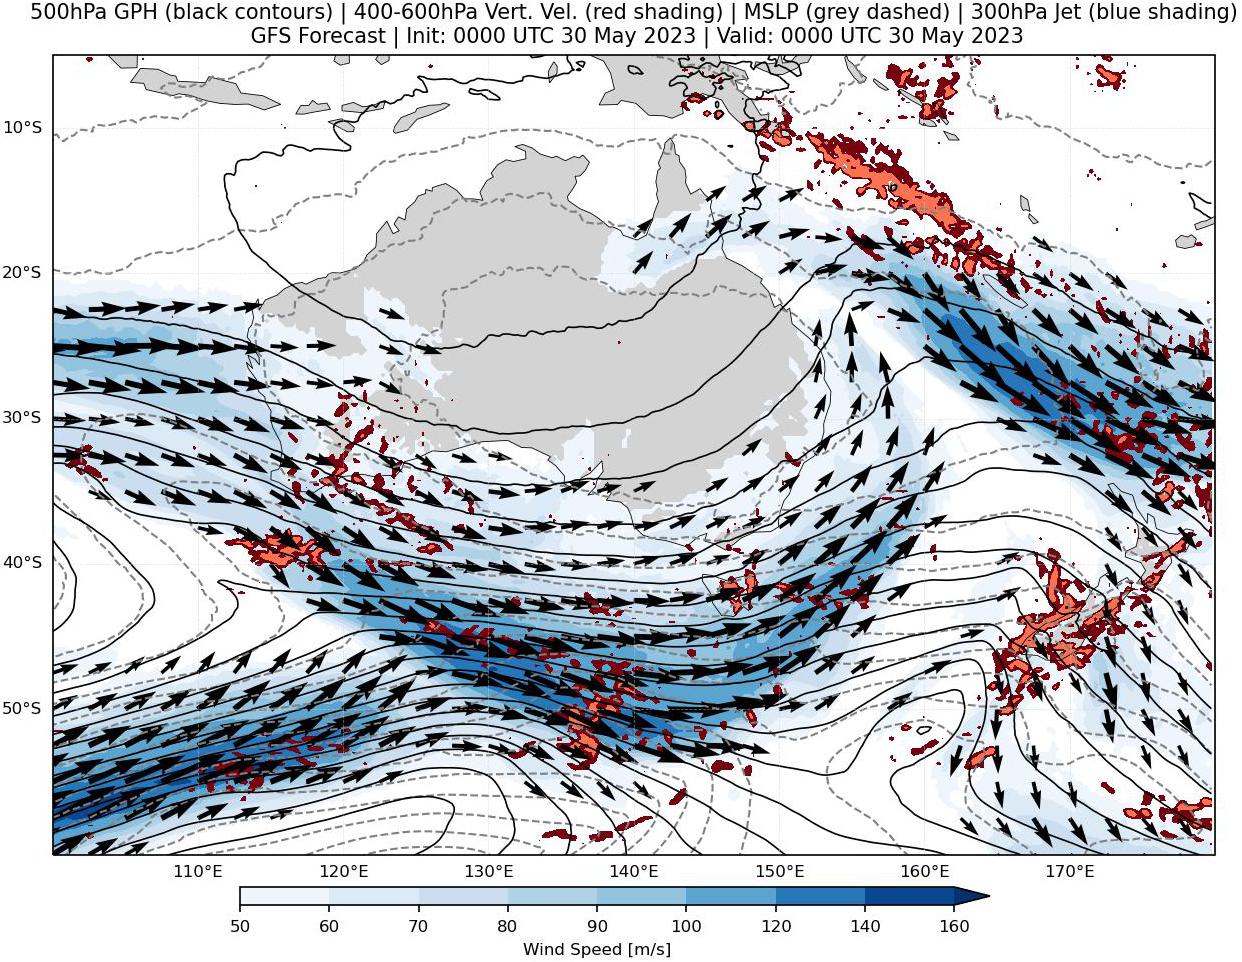 500hPa GPH (black contours) | 400-600hPa Vert. Vel. (red shading) | MSLP (grey dashed) | 300hPa Jet (blue shading)
GFS Forecast | Init: 0000 UTC 30 May 2023 | Valid: 0000 UTC 30 May 2023
10°S
20°S
30°S
40°S
50°S
110°E 120°E 130°E 140°E 150°E 160°E 170°E
50 60 70 80 90 100 120 140 160
Wind Speed [m/s]